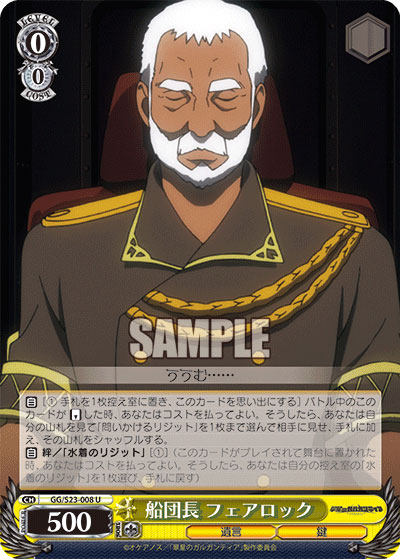 LEVEL
0
0
COST
SAMPLE
うぅむ……
自［① 手札を1枚控え室に置き、このカードを思い出にする］バトル中のこの
カードが した時、あなたはコストを払ってよい。そうしたら、あなたは自
分の山札を見て「問いかけるリジット」を1枚まで選んで相手に見せ、手札に加
え、その山札をシャッフルする。
自 絆／「水着のリジット」［①］（このカードがプレイされて舞台に置かれた
時、あなたはコストを払ってよい。そうしたら、あなたは自分の控え室の「水
着のリジット」を1枚選び、手札に戻す）
CH GG/S23-008 U
500
船団長 フェアロック
遺言 鍵
©オケアノス／「翠星のガルガンティア」製作委員会